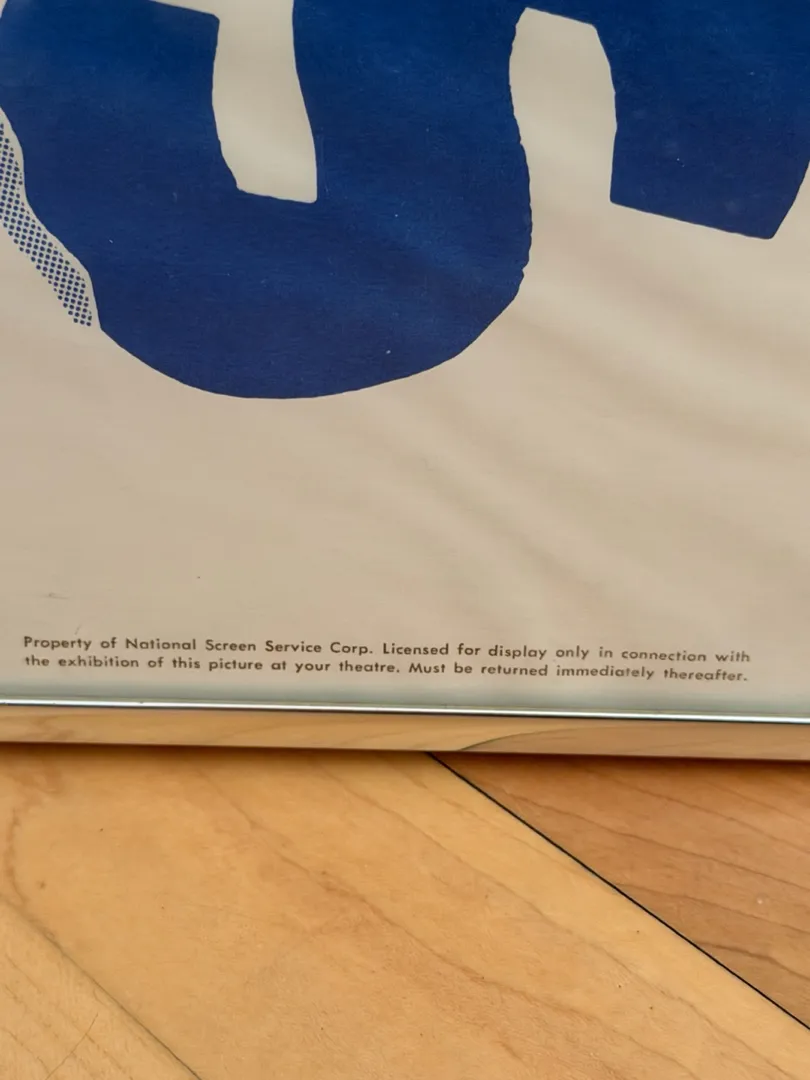 Property of National Screen Service Corp. Licensed for display only in connection with
the exhibition of this picture at your theatre. Must be returned immediately thereafter.